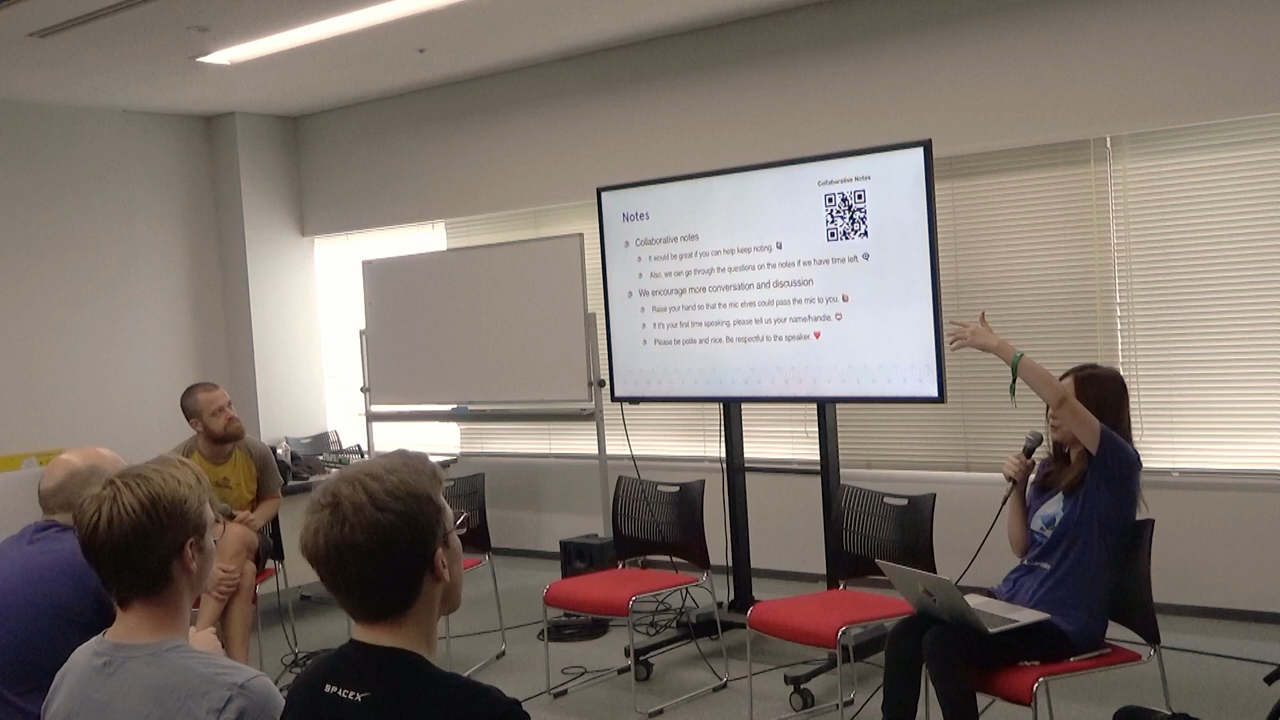 Collaborative Notes
Notes
Collaborative notes
It would be great if you can help keep noting.
Also, we can go through the questions on the notes if we have time left.
We encourage more conversation and discussion
Raise your hand so that the mic elves could pass the mic to you.
If it's your first time speaking, please tell us your name/handle.
Please be polite and nice. Be respectful to the speaker.
SPACEX